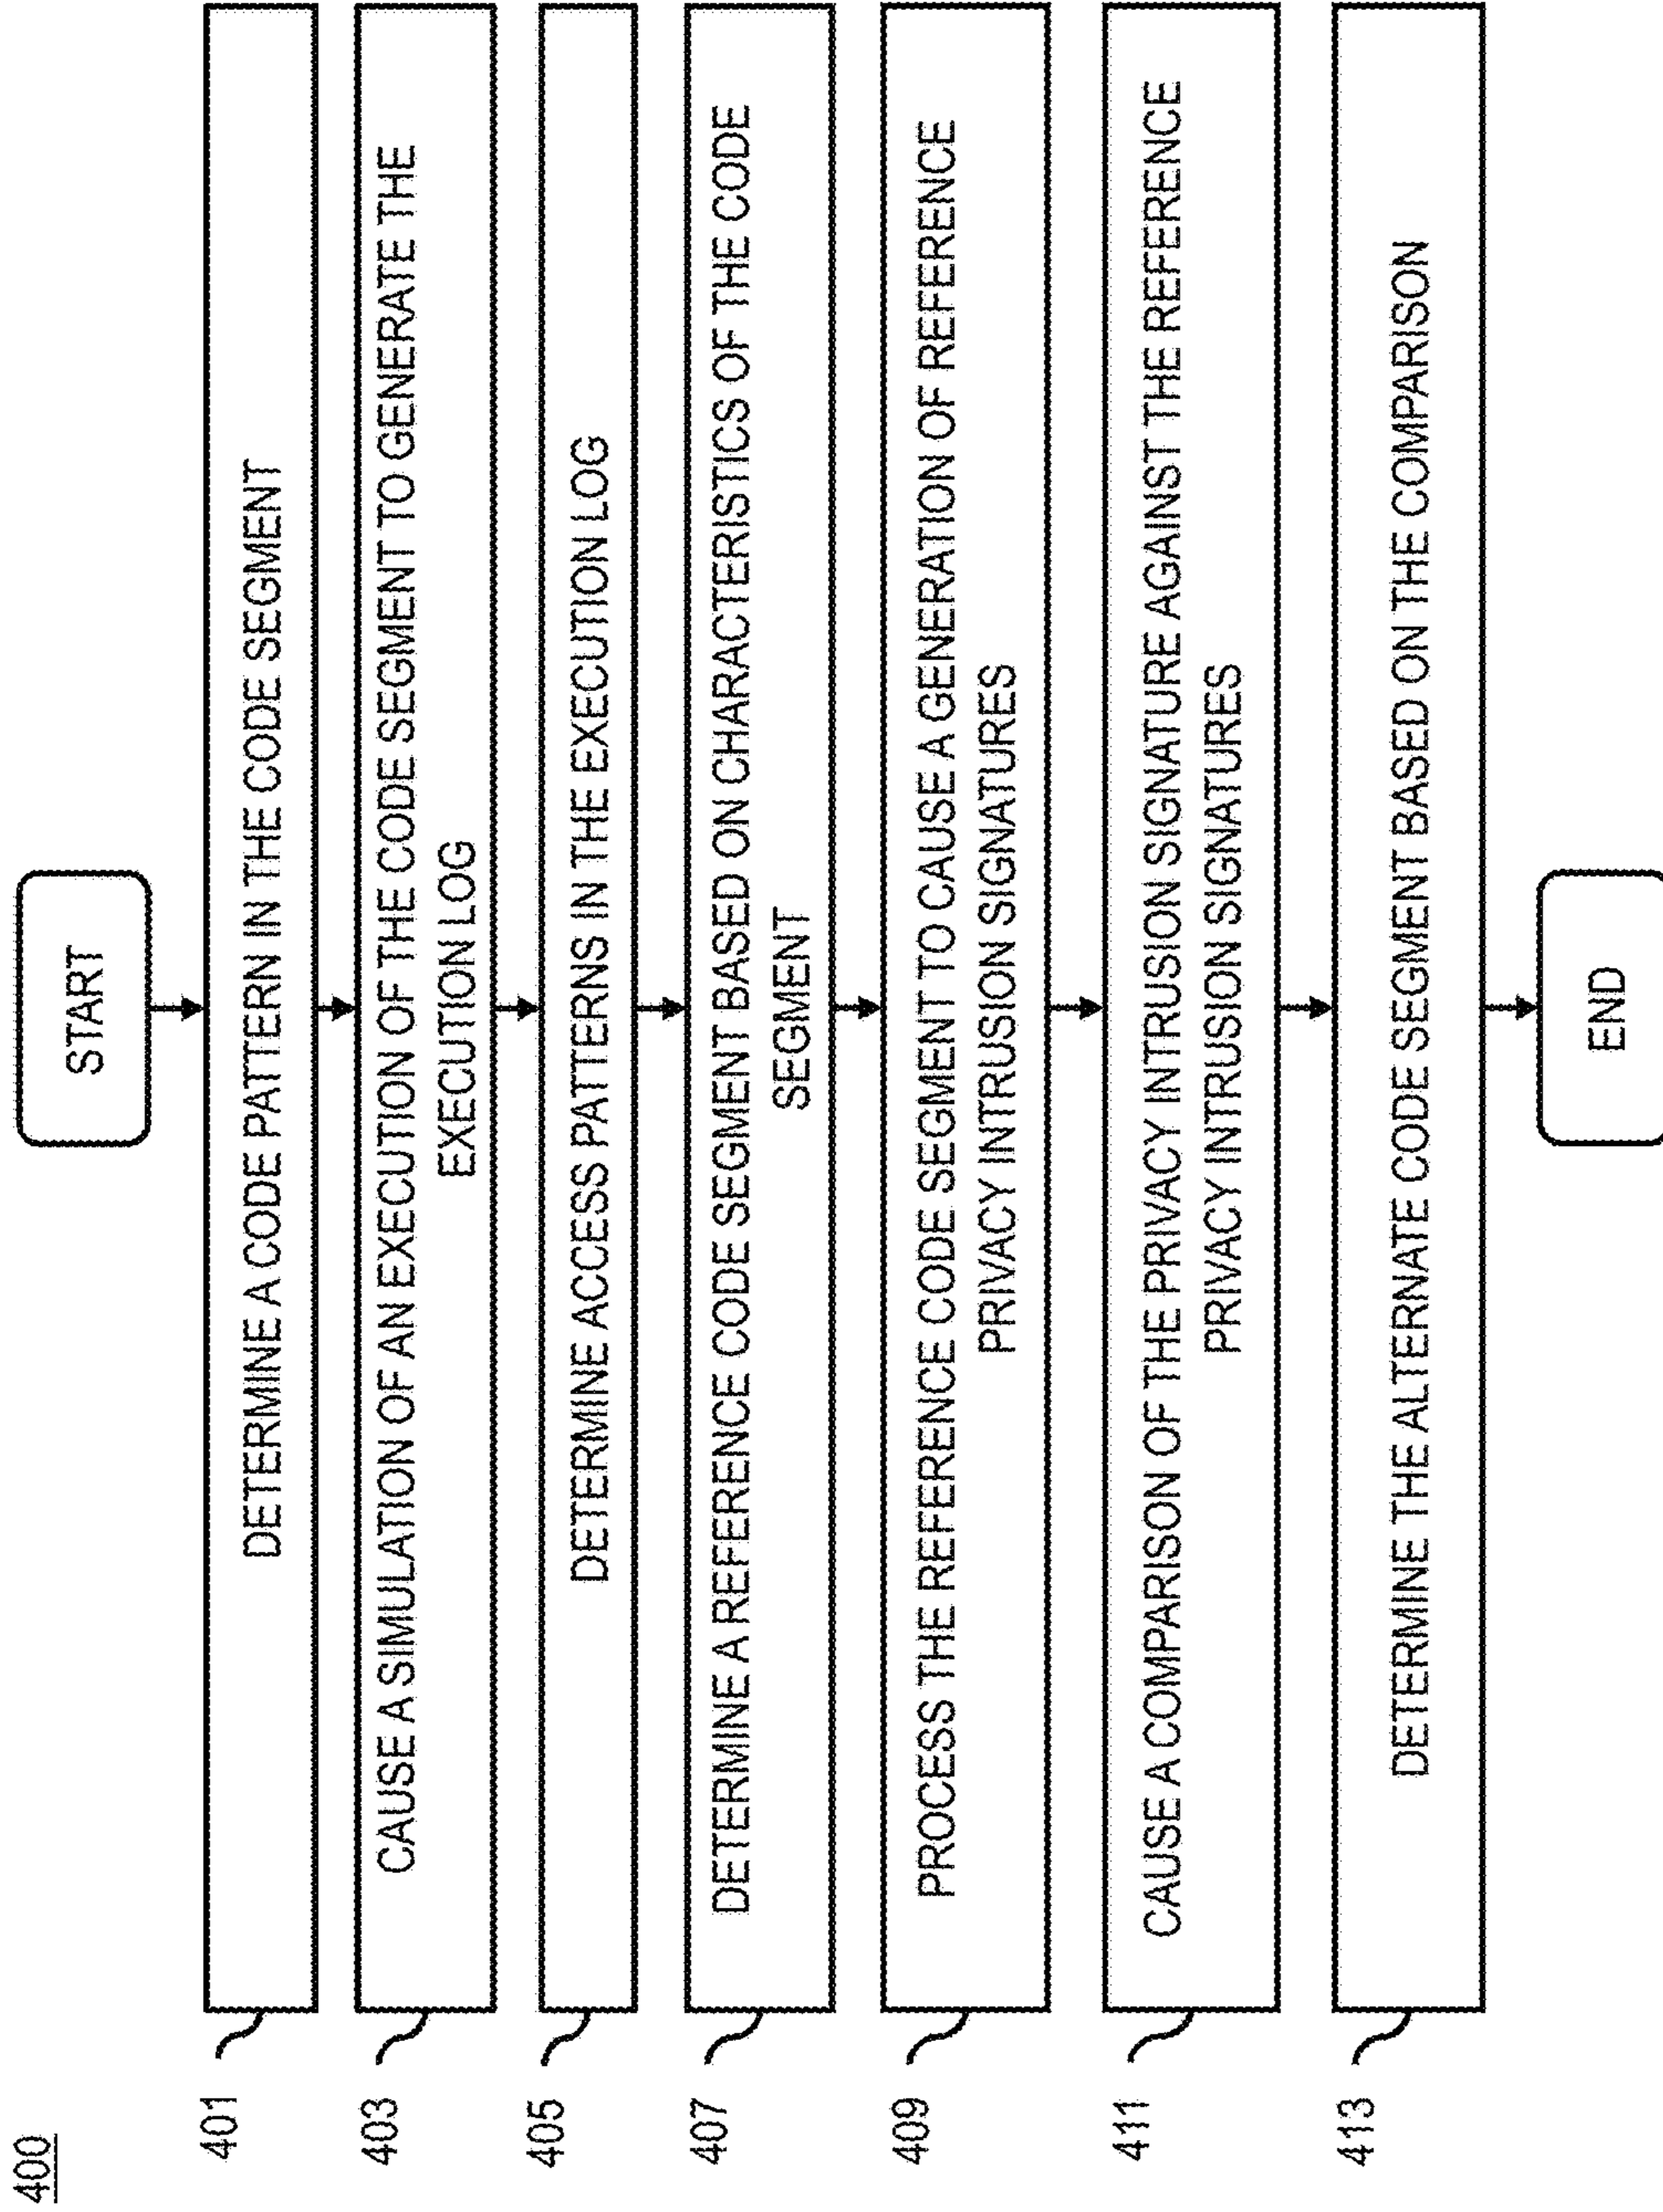 400
START
401
DETERMINE A CODE PATTERN IN THE CODE SEGMENT
403
CAUSE A SIMULATION OF AN EXECUTION OF THE CODE SEGMENT TO GENERATE THE
EXECUTION LOG
405
DETERMINE ACCESS PATTERNS IN THE EXECUTION LOG
407
DETERMINE A REFERENCE CODE SEGMENT BASED ON CHARACTERISTICS OF THE CODE
SEGMENT
409
PROCESS THE REFERENCE CODE SEGMENT TO CAUSE A GENERATION OF REFERENCE
PRIVACY INTRUSION SIGNATURES
411
CAUSE A COMPARISON OF THE PRIVACY INTRUSION SIGNATURE AGAINST THE REFERENCE
PRIVACY INTRUSION SIGNATURES
413
DETERMINE THE ALTERNATE CODE SEGMENT BASED ON THE COMPARISON
END